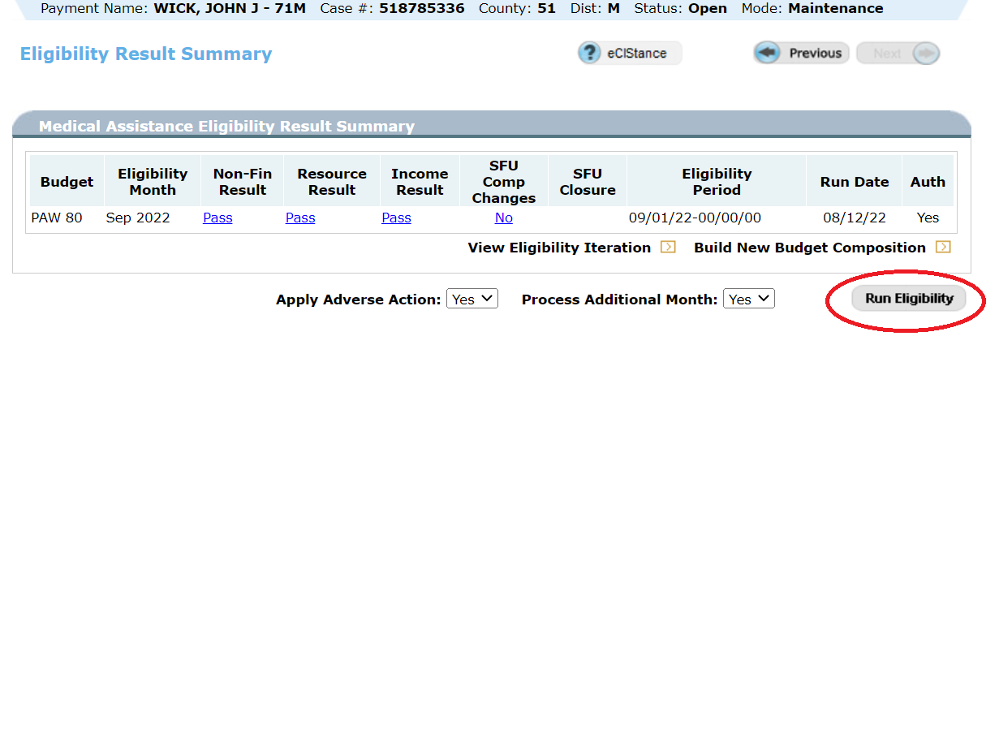 Payment Name: WICK, JOHN J - 71M Case #: 518785336 County: 51 Dist: M Status: Open Mode: Maintenance
Eligibility Result Summary
? eCIStance
Previous
Next
Medical Assistance Eligibility Result Summary
Budget Eligibility Month Non-Fin Result Resource Result Income Result SFU Comp Changes SFU Closure Eligibility Period Run Date Auth
PAW 80 Sep 2022 Pass Pass Pass No 09/01/22-00/00/00 08/12/22 Yes
View Eligibility Iteration Build New Budget Composition
Apply Adverse Action: Yes Process Additional Month: Yes Run Eligibility